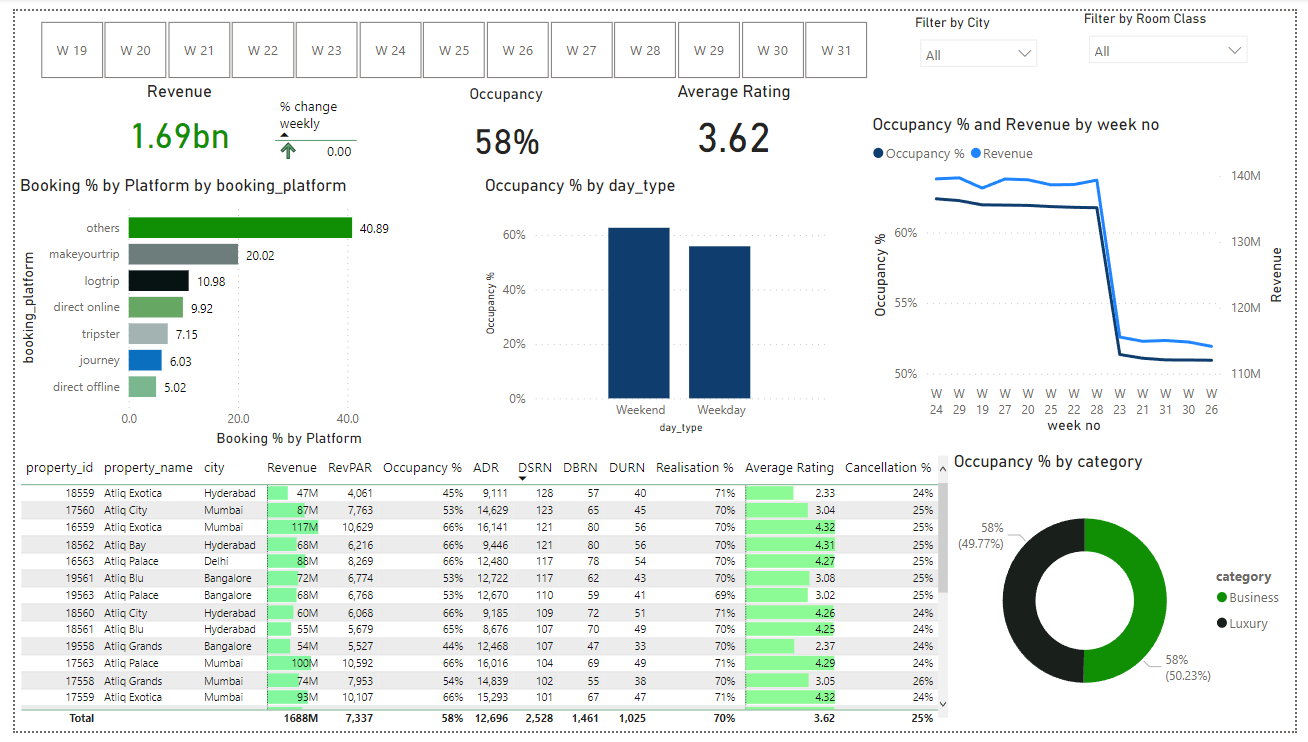 W 19 W 20 W 21 W 22 W 23 W 24 W 25 W 26 W 27 W 28 W 29 W 30 W 31
Filter by City
All
Filter by Room Class
All
Revenue
1.69bn
% change
weekly
0.00
Occupancy
58%
Average Rating
3.62
Booking % by Platform by booking_platform
booking_platform
others 40.89
makeyourtrip 20.02
logtrip 10.98
direct online 9.92
tripster 7.15
journey 6.03
direct offline 5.02
0.0 20.0 40.0
Booking % by Platform
Occupancy % by day_type
Occupancy %
60%
40%
20%
0%
Weekend Weekday
day_type
Occupancy % and Revenue by week no
Occupancy % Revenue
Occupancy %
60%
55%
50%
140M
130M
120M
110M
Revenue
W W W W W W W W W W W W W
24 29 19 27 20 25 22 28 23 21 31 30 26
week no
property_id property_name city Revenue RevPAR Occupancy % ADR DSRN DBRN DURN Realisation % Average Rating Cancellation %
18559 Atliq Exotica Hyderabad 47M 4,061 45% 9,111 128 57 40 71% 2.33 24%
17560 Atliq City Mumbai 87M 7,763 53% 14,629 123 65 45 70% 3.04 25%
16559 Atliq Exotica Mumbai 117M 10,629 66% 16,141 121 80 56 70% 4.32 25%
18562 Atliq Bay Hyderabad 68M 6,216 66% 9,446 121 80 56 70% 4.31 25%
16563 Atliq Palace Delhi 88M 8,269 66% 12,480 117 78 54 70% 4.27 25%
19561 Atliq Blu Bangalore 72M 6,774 53% 12,722 117 62 43 70% 3.08 25%
19563 Atliq Palace Bangalore 68M 6,768 53% 12,670 110 59 41 69% 3.02 25%
18560 Atliq City Hyderabad 60M 6,068 66% 9,185 109 72 51 71% 4.26 24%
18561 Atliq Blu Hyderabad 55M 5,679 65% 8,676 107 70 49 70% 4.25 24%
19558 Atliq Grands Bangalore 54M 5,527 44% 12,468 107 47 33 70% 2.37 24%
17563 Atliq Palace Mumbai 100M 10,592 66% 16,016 104 69 49 71% 4.29 24%
17558 Atliq Grands Mumbai 74M 7,953 54% 14,839 102 55 38 70% 3.05 26%
17559 Atliq Exotica Mumbai 93M 10,107 66% 15,293 101 67 47 71% 4.32 24%
Total 1688M 7,337 58% 12,696 2,528 1,461 1,025 70% 3.62 25%
Occupancy % by category
58%
(49.77%)
58%
(50.23%)
category
Business
Luxury